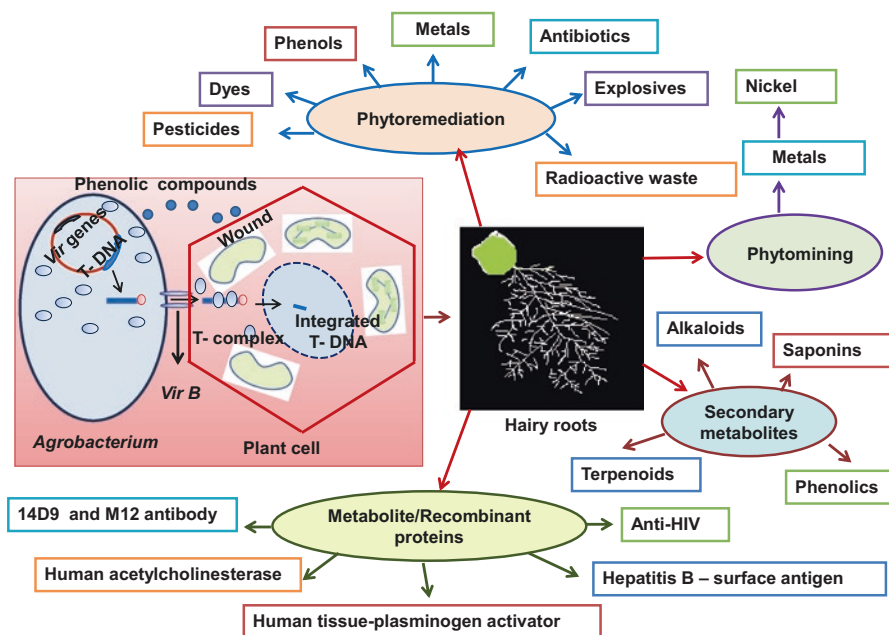 Metals
Phenols
Antibiotics
Dyes
Explosives
Nickel
Phytoremediation
Pesticides
Metals
Radioactive waste
Phenolic compounds
Vir genes
T- DNA
Wound
Phytomining
T- complex
Integrated
T- DNA
Vir B
Agrobacterium
Plant cell
Hairy roots
Alkaloids
Saponins
Secondary
metabolites
Terpenoids
Phenolics
14D9 and M12 antibody
Metabolite/Recombinant
proteins
Anti-HIV
Human acetylcholinesterase
Hepatitis B – surface antigen
Human tissue-plasminogen activator